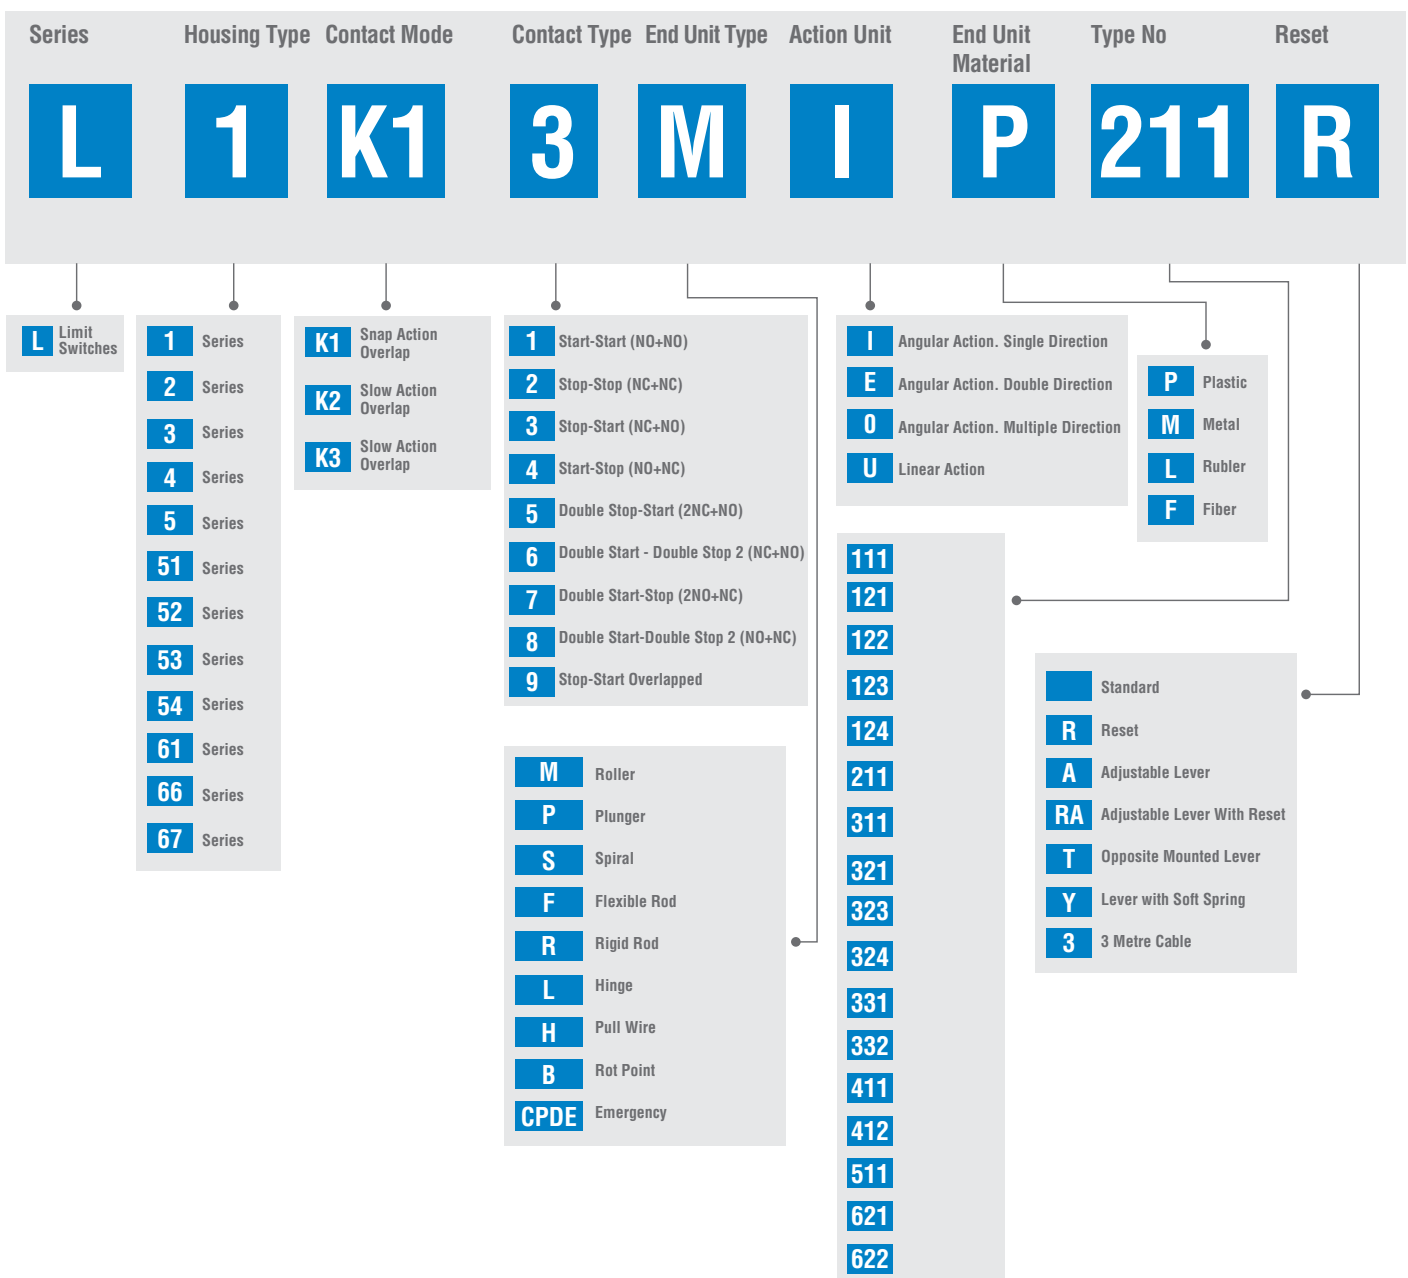 Series
Housing Type
Contact Mode
Contact Type
End Unit Type
Action Unit
End Unit
Material
Type No
Reset
L
1
K1
3
M
I
P
211
R
L
Limit
Switches
1 Series
2 Series
3 Series
4 Series
5 Series
51 Series
52 Series
53 Series
54 Series
61 Series
66 Series
67 Series
K1 Snap Action
Overlap
K2 Slow Action
Overlap
K3 Slow Action
Overlap
1 Start-Start (NO+NO)
2 Stop-Stop (NC+NC)
3 Stop-Start (NC+NO)
4 Start-Stop (NO+NC)
5 Double Stop-Start (2NC+NO)
6 Double Start - Double Stop 2 (NC+NO)
7 Double Start-Stop (2NO+NC)
8 Double Start-Double Stop 2 (NO+NC)
9 Stop-Start Overlapped
M Roller
P Plunger
S Spiral
F Flexible Rod
R Rigid Rod
L Hinge
H Pull Wire
B Rot Point
CPDE Emergency
I Angular Action. Single Direction
E Angular Action. Double Direction
0 Angular Action. Multiple Direction
U Linear Action
P Plastic
M Metal
L Rubler
F Fiber
111
121
122
123
124
211
311
321
323
324
331
332
411
412
511
621
622
Standard
R Reset
A Adjustable Lever
RA Adjustable Lever With Reset
T Opposite Mounted Lever
Y Lever with Soft Spring
3 3 Metre Cable